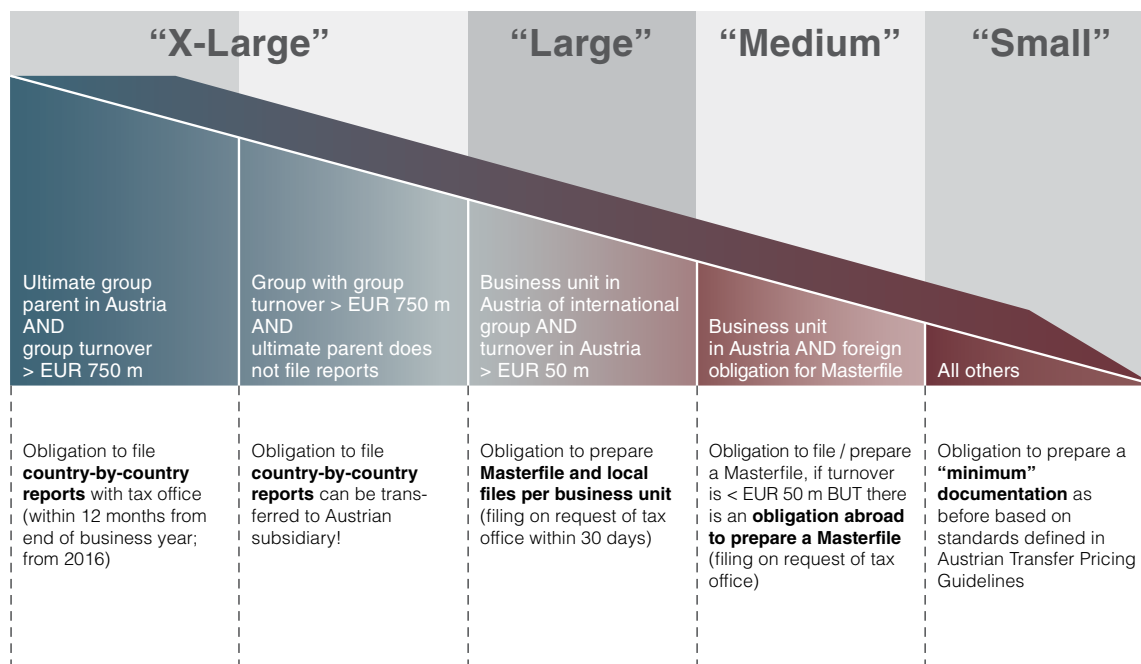 “X-Large”
“Large”
“Medium”
“Small”
Ultimate group
parent in Austria
AND
group turnover
> EUR 750 m
Group with group
turnover > EUR 750 m
AND
ultimate parent does
not file reports
Business unit in
Austria of international
group AND
turnover in Austria
> EUR 50 m
Business unit
in Austria AND foreign
obligation for Masterfile
All others
Obligation to file
country-by-country
reports with tax office
(within 12 months from
end of business year;
from 2016)
Obligation to file
country-by-country
reports can be trans-
ferred to Austrian
subsidiary!
Obligation to prepare
Masterfile and local
files per business unit
(filing on request of tax
office within 30 days)
Obligation to file / prepare
a Masterfile, if turnover
is < EUR 50 m BUT there
is an obligation abroad
to prepare a Masterfile
(filing on request of tax
office)
Obligation to prepare a
“minimum”
documentation as
before based on
standards defined in
Austrian Transfer Pricing
Guidelines